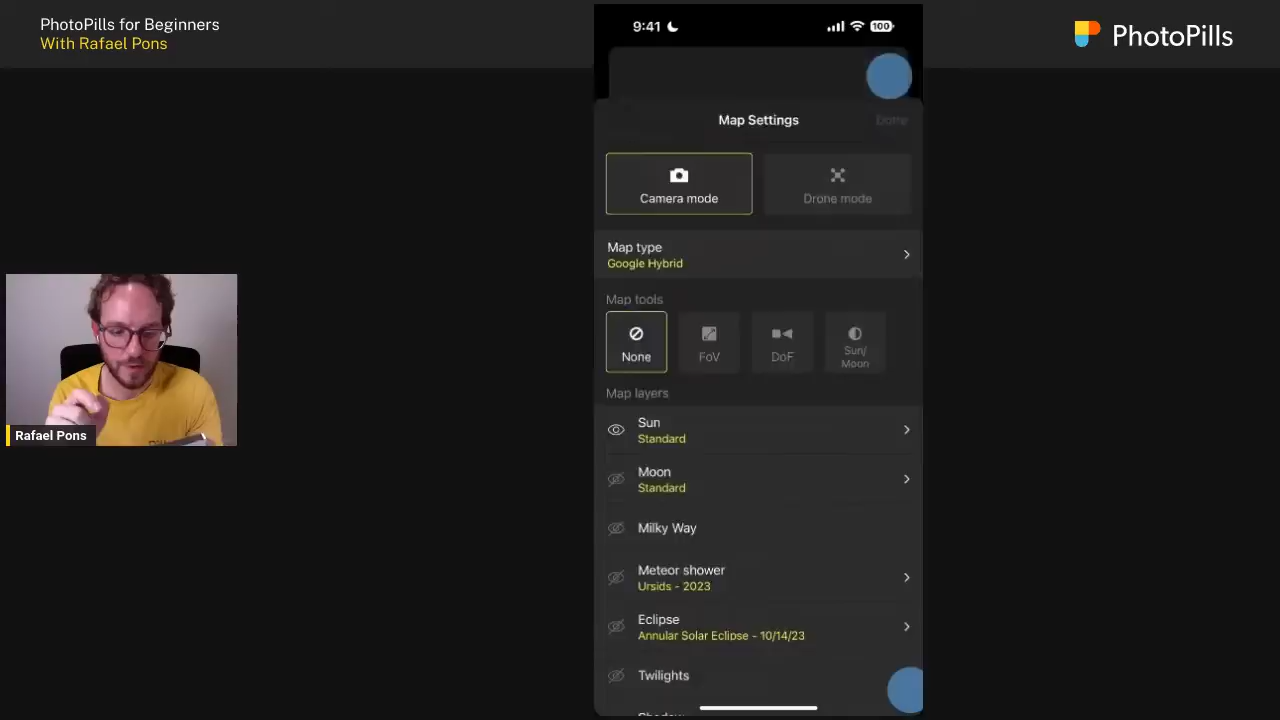 PhotoPills for Beginners
With Rafael Pons
PhotoPills
9:41
100
Map Settings
Done
Camera mode
Drone mode
Map type
Google Hybrid
Map tools
None
FoV
DoF
Sun/
Moon
Map layers
Sun
Standard
Moon
Standard
Milky Way
Meteor shower
Ursids - 2023
Eclipse
Annular Solar Eclipse - 10/14/23
Twilights
Rafael Pons